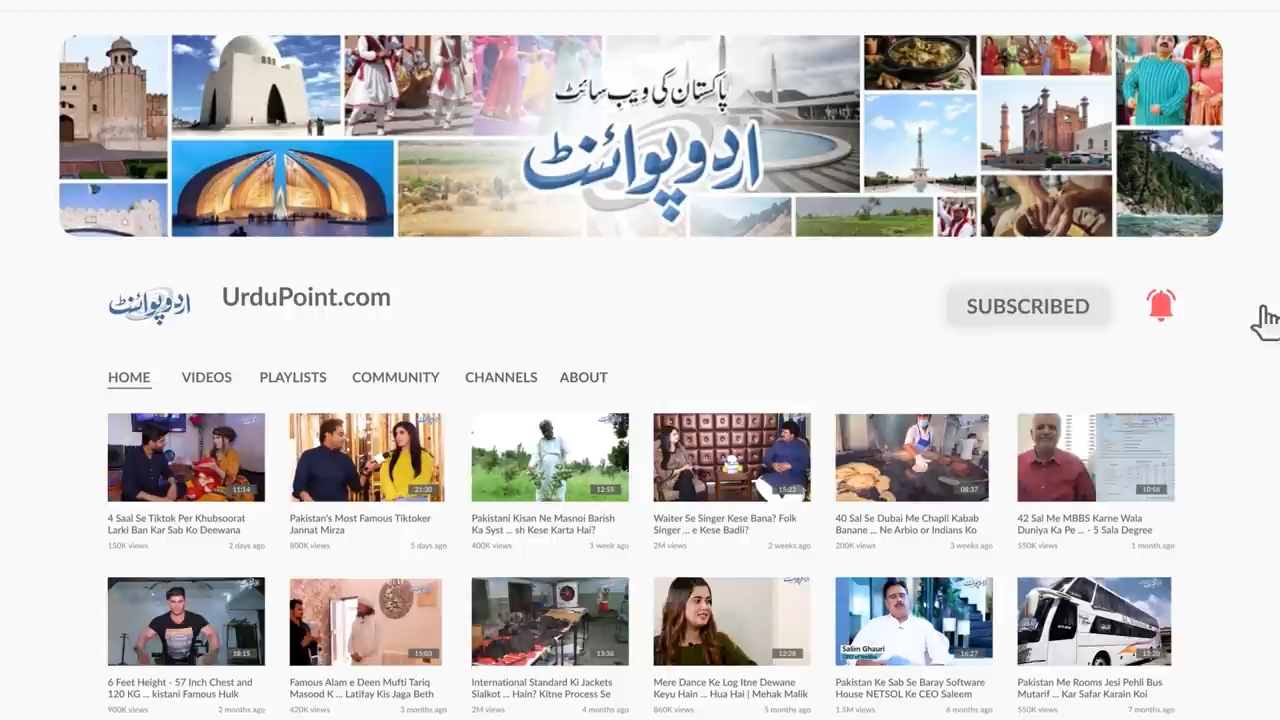 پاکستان کی ویب سائٹ
اردو پوائنٹ
اردو پوائنٹ
UrduPoint.com
SUBSCRIBED
HOME VIDEOS PLAYLISTS COMMUNITY CHANNELS ABOUT
11:14 21:30 12:55 15:23 08:37 10:58
4 Saal Se Tiktok Per Khubsoorat Larki Ban Kar Sab Ko Deewana
150K views 2 days ago
Pakistan's Most Famous Tiktoker Jannat Mirza
800K views 5 days ago
Pakistani Kisan Ne Masnoi Barish Ka Syst ... sh Kese Karta Hai?
400K views 1 week ago
Waiter Se Singer Kese Bana? Folk Singer ... e Kese Badli?
2M views 2 weeks ago
40 Sal Se Dubai Me Chapli Kabab Banane ... Ne Arbio or Indians Ko
200K views 3 weeks ago
42 Sal Me MBBS Karne Wala Duniya Ka Pe ... - 5 Sala Degree
550K views 1 month ago
18:15 15:03 13:36 12:28 16:27 13:20
Salim Ghauri
6 Feet Height - 57 Inch Chest and 120 KG ... kistani Famous Hulk
900K views 2 months ago
Famous Alam e Deen Mufti Tariq Masood K ... Latifay Kis Jaga Beth
420K views 3 months ago
International Standard Ki Jackets Sialkot ... Hain? Kitne Process Se
2M views 4 months ago
Mere Dance Ke Log Itne Dewane Keyu Hain ... Hua Hai | Mehak Malik
860K views 5 months ago
Pakistan Ke Sab Se Baray Software House NETSOL Ke CEO Saleem
1.5M views 6 months ago
Pakistan Me Rooms Jesi Pehli Bus Mutarif ... Kar Safar Karain Koi
550K views 7 months ago